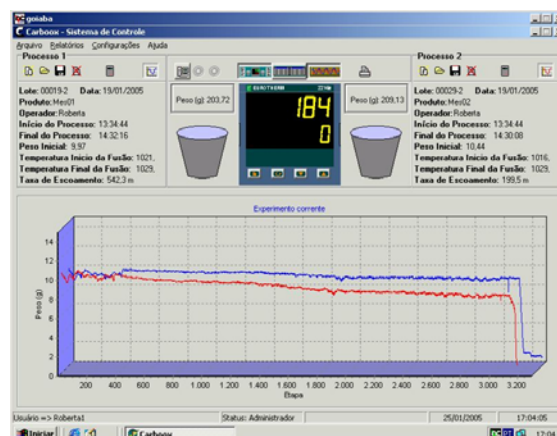 goiaba
Carboox - Sistema de Controle
Arquivo Relatórios Configurações Ajuda
Processo 1
Lote: 00019-2 Data: 19/01/2005
Produto: Mes01
Operador: Roberta
Início do Processo: 13:34:44
Final do Processo: 14:32:16
Peso Inicial: 9,97
Temperatura Inicio da Fusão: 1021,
Temperatura Final da Fusão: 1029,
Taxa de Escoamento: 542,3 m
Peso (g): 203,72
EUROTHERM
184
0
Peso (g): 209,13
Processo 2
Lote: 00029-2 Data: 19/01/2005
Produto: Mes02
Operador: Roberta
Início do Processo: 13:34:44
Final do Processo: 14:30:08
Peso Inicial: 10,44
Temperatura Inicio da Fusão: 1016,
Temperatura Final da Fusão: 1029,
Taxa de Escoamento: 199,5 m
Experimento corrente
Peso (g)
14
12
10
8
6
4
2
0
200 400 600 800 1.000 1.200 1.400 1.600 1.800 2.000 2.200 2.400 2.600 2.800 3.000 3.200
Etapa
Usuário => Roberta1 Status: Administrador 25/01/2005 17:04:05
Iniciar Carboox PT 17:04